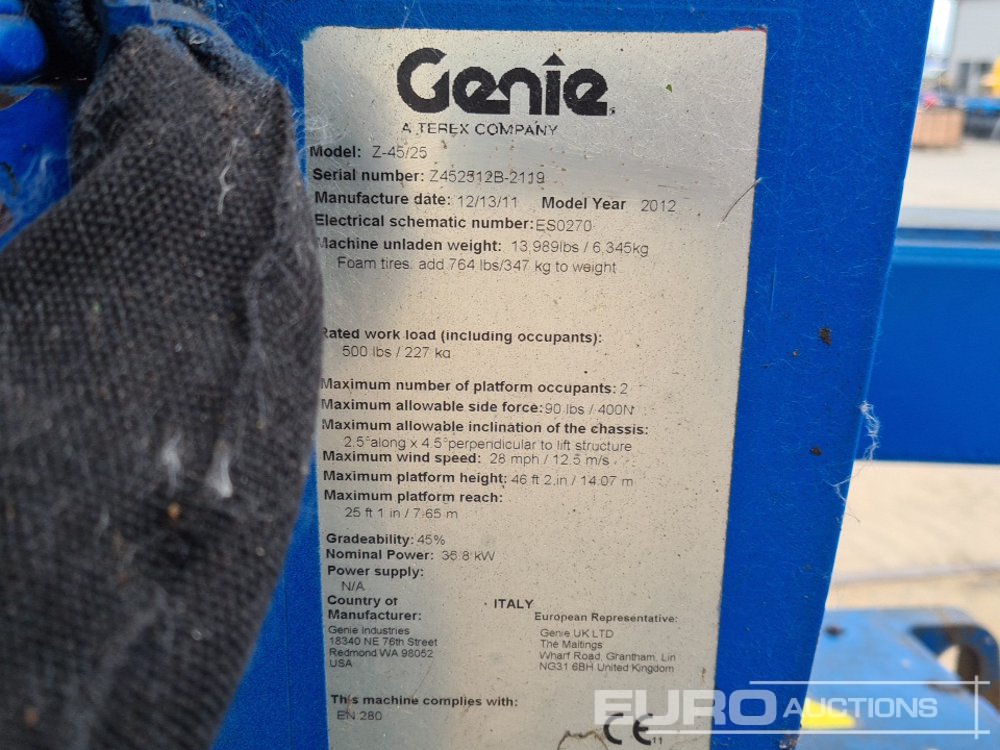 Genie
A TEREX COMPANY
Model: Z-45/25
Serial number: Z452512B-2119
Manufacture date: 12/13/11 Model Year 2012
Electrical schematic number: ES0270
Machine unladen weight: 13,989lbs / 6,345kg
Foam tires: add 764 lbs/347 kg to weight
Rated work load (including occupants):
500 lbs / 227 kg
Maximum number of platform occupants: 2
Maximum allowable side force: 90 lbs / 400N
Maximum allowable inclination of the chassis:
2.5°along x 4.5°perpendicular to lift structure
Maximum wind speed: 28 mph / 12.5 m/s
Maximum platform height: 46 ft 2 in / 14.07 m
Maximum platform reach:
25 ft 1 in / 7.65 m
Gradeability: 45%
Nominal Power: 36.8 kW
Power supply:
N/A
Country of ITALY
Manufacturer: European Representative:
Genie Industries Genie UK LTD
18340 NE 76th Street The Maltings
Redmond WA 98052 Wharf Road, Grantham, Lin
USA NG31 6BH United Kingdom
This machine complies with:
EN 280
CE 11
EURO AUCTIONS